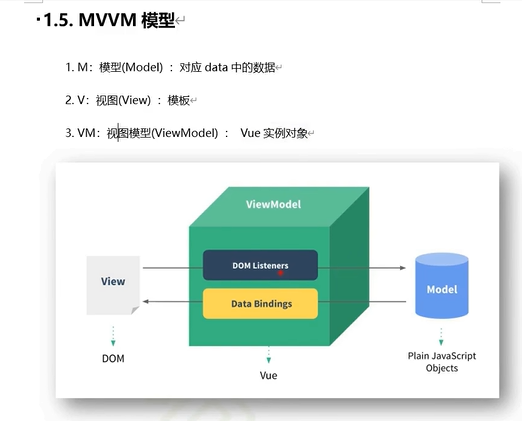 1.5. MVVM 模型
1. M：模型(Model) ：对应 data 中的数据
2. V：视图(View) ：模板
3. VM：视图模型(ViewModel) ： Vue 实例对象
ViewModel
DOM Listeners
View
Model
Data Bindings
DOM
Vue
Plain JavaScript
Objects